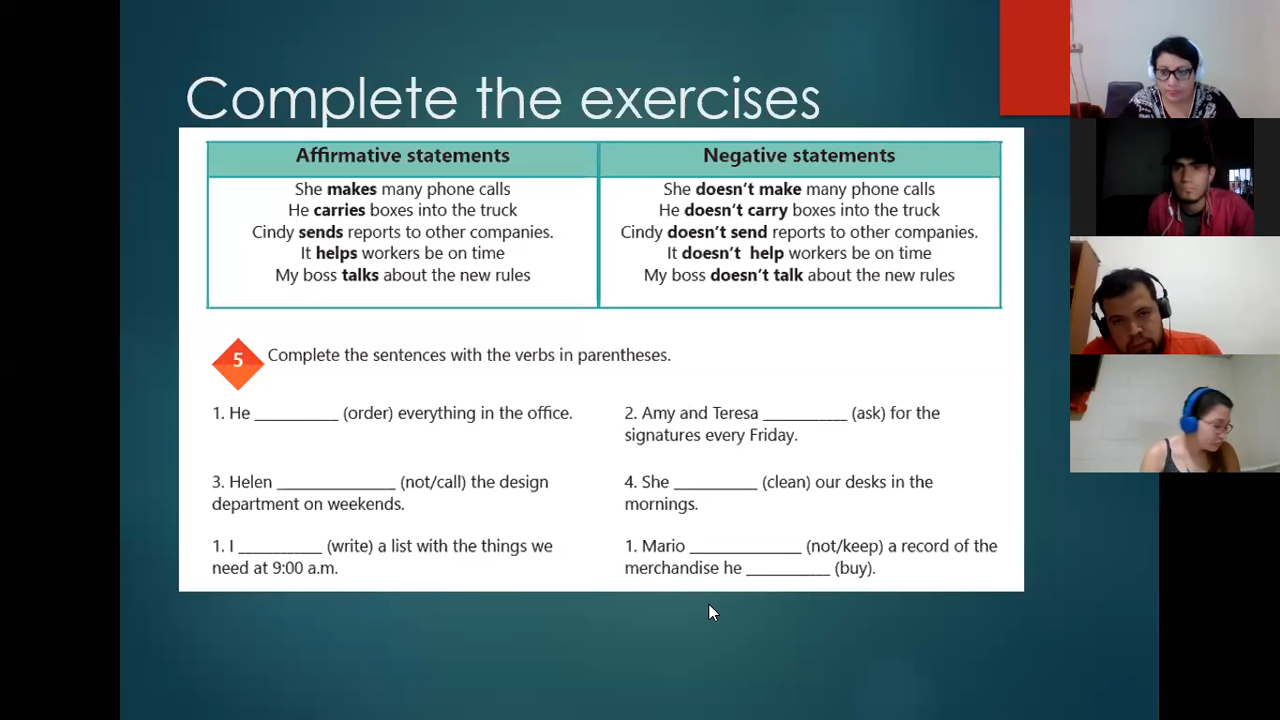 Complete the exercises
Affirmative statements
She makes many phone calls
He carries boxes into the truck
Cindy sends reports to other companies.
It helps workers be on time
My boss talks about the new rules
Negative statements
She doesn’t make many phone calls
He doesn’t carry boxes into the truck
Cindy doesn’t send reports to other companies.
It doesn’t help workers be on time
My boss doesn’t talk about the new rules
5 Complete the sentences with the verbs in parentheses.
1. He __________ (order) everything in the office.
2. Amy and Teresa __________ (ask) for the
signatures every Friday.
3. Helen ______________ (not/call) the design
department on weekends.
4. She __________ (clean) our desks in the
mornings.
1. I __________ (write) a list with the things we
need at 9:00 a.m.
1. Mario _____________ (not/keep) a record of the
merchandise he __________ (buy).